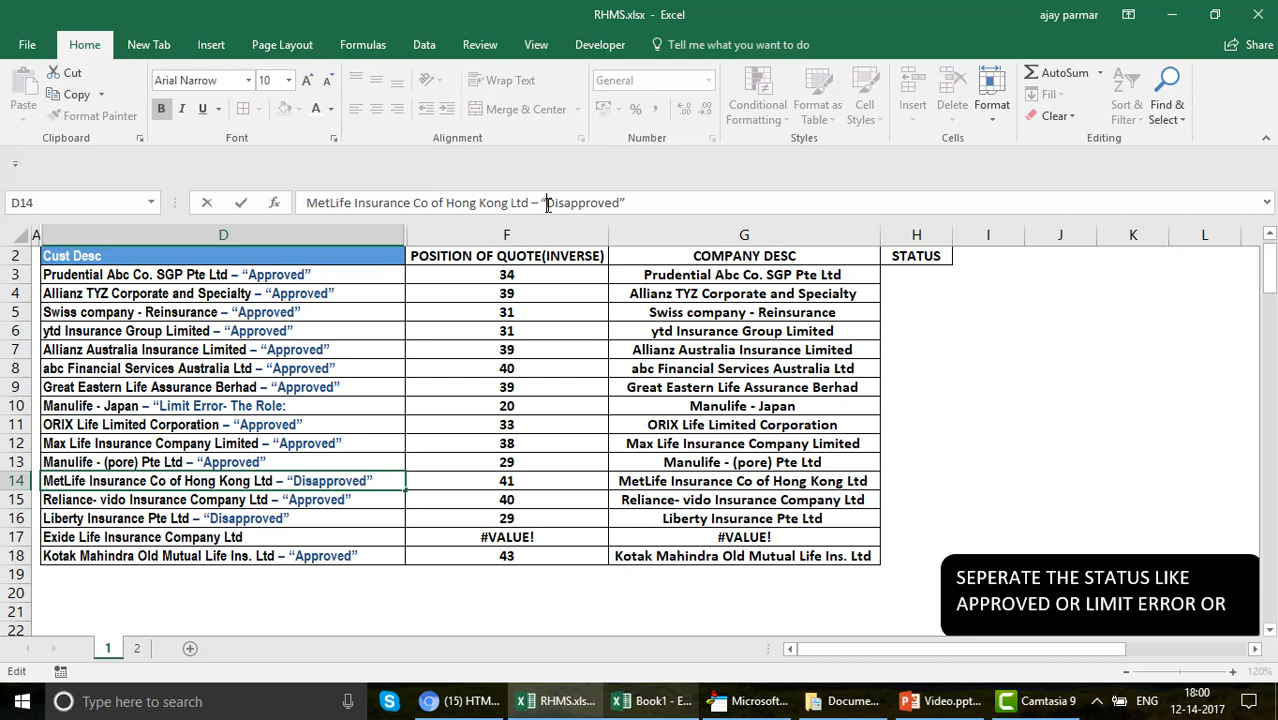 RHMS.xlsx - Excel
ajay parmar
File Home New Tab Insert Page Layout Formulas Data Review View Developer Tell me what you want to do Share
Cut
Copy
Format Painter
Paste
Clipboard
Arial Narrow 10
B I U
Font
Wrap Text
Merge & Center
Alignment
General
Number
Conditional Formatting
Format as Table
Cell Styles
Styles
Insert Delete Format
Cells
AutoSum
Fill
Clear
Sort & Filter
Find & Select
Editing
D14 MetLife Insurance Co of Hong Kong Ltd – “Disapproved”
A D F G H I J K L
2 Cust Desc POSITION OF QUOTE(INVERSE) COMPANY DESC STATUS
3 Prudential Abc Co. SGP Pte Ltd – “Approved” 34 Prudential Abc Co. SGP Pte Ltd
4 Allianz TYZ Corporate and Specialty – “Approved” 39 Allianz TYZ Corporate and Specialty
5 Swiss company - Reinsurance – “Approved” 31 Swiss company - Reinsurance
6 ytd Insurance Group Limited – “Approved” 31 ytd Insurance Group Limited
7 Allianz Australia Insurance Limited – “Approved” 39 Allianz Australia Insurance Limited
8 abc Financial Services Australia Ltd – “Approved” 40 abc Financial Services Australia Ltd
9 Great Eastern Life Assurance Berhad – “Approved” 39 Great Eastern Life Assurance Berhad
10 Manulife - Japan – “Limit Error- The Role: 20 Manulife - Japan
11 ORIX Life Limited Corporation – “Approved” 33 ORIX Life Limited Corporation
12 Max Life Insurance Company Limited – “Approved” 38 Max Life Insurance Company Limited
13 Manulife - (pore) Pte Ltd – “Approved” 29 Manulife - (pore) Pte Ltd
14 MetLife Insurance Co of Hong Kong Ltd – “Disapproved” 41 MetLife Insurance Co of Hong Kong Ltd
15 Reliance- vido Insurance Company Ltd – “Approved” 40 Reliance- vido Insurance Company Ltd
16 Liberty Insurance Pte Ltd – “Disapproved” 29 Liberty Insurance Pte Ltd
17 Exide Life Insurance Company Ltd #VALUE! #VALUE!
18 Kotak Mahindra Old Mutual Life Ins. Ltd – “Approved” 43 Kotak Mahindra Old Mutual Life Ins. Ltd
19
20
21
22
SEPERATE THE STATUS LIKE
APPROVED OR LIMIT ERROR OR
1 2
Edit 120%
Type here to search
(15) HTM...
RHMS.xls...
Book1 - E...
Microsoft...
Docume...
Video.ppt...
Camtasia 9
ENG
18:00
12-14-2017